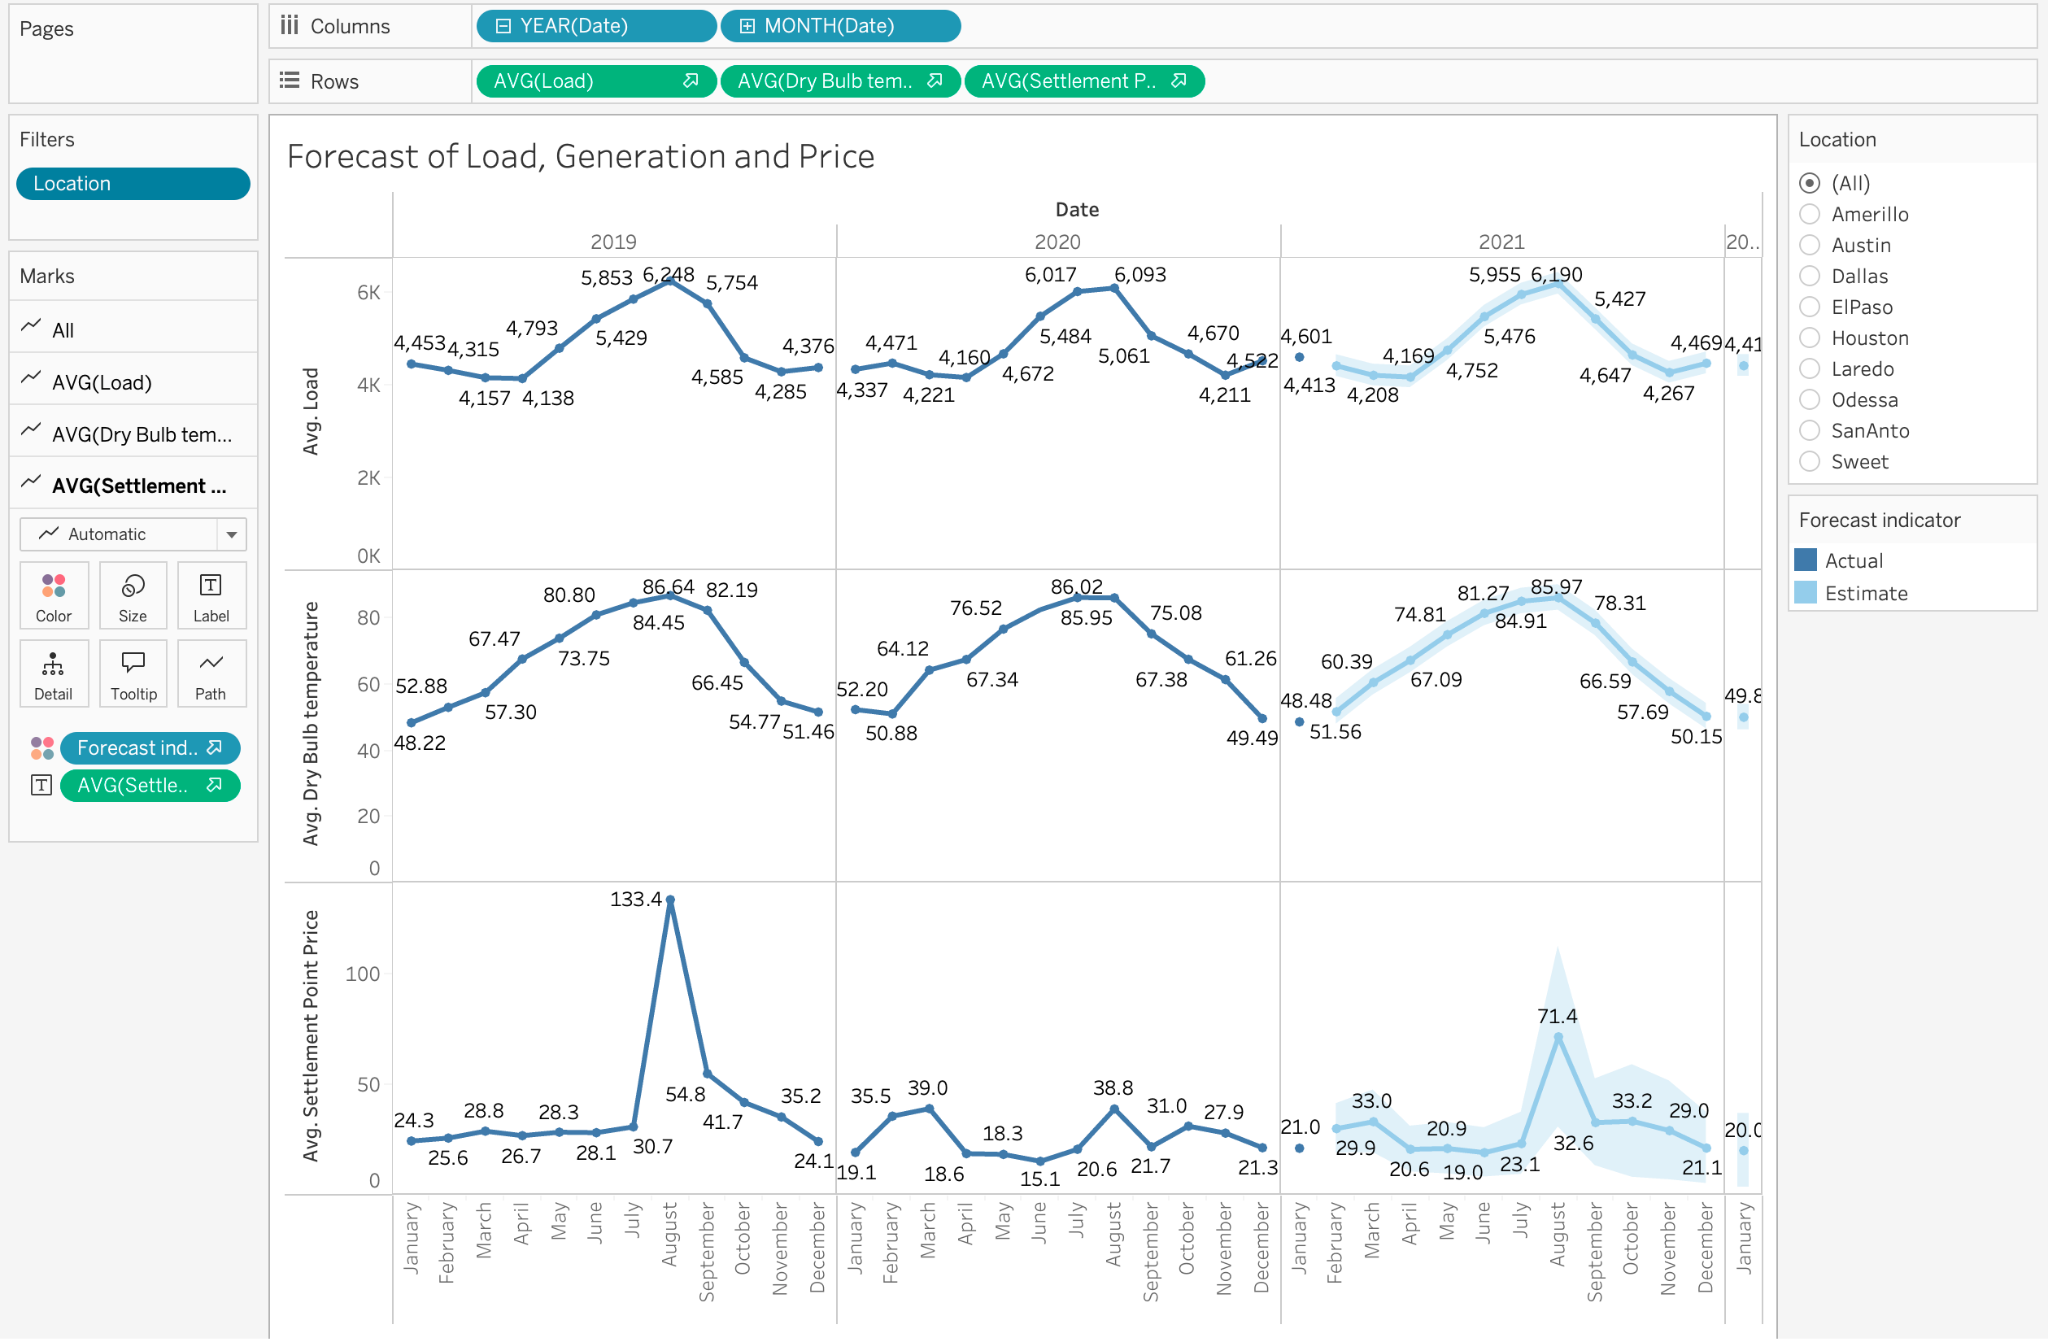 Pages
Columns
YEAR(Date)
MONTH(Date)
Rows
AVG(Load)
AVG(Dry Bulb tem..
AVG(Settlement P..
Filters
Location
Marks
All
AVG(Load)
AVG(Dry Bulb tem...
AVG(Settlement ...
Automatic
Color
Size
Label
Detail
Tooltip
Path
Forecast ind..
AVG(Settle..
Forecast of Load, Generation and Price
Date
2019
2020
2021
20..
Avg. Load
6K
4K
2K
0K
4,453
4,315
4,157
4,138
4,793
5,429
5,853
6,248
5,754
4,585
4,285
4,376
4,337
4,471
4,221
4,160
4,672
5,484
6,017
6,093
5,061
4,670
4,211
4,522
4,601
4,413
4,208
4,169
4,752
5,476
5,955
6,190
5,427
4,647
4,267
4,469
4,41
Avg. Dry Bulb temperature
80
60
40
20
0
48.22
52.88
57.30
67.47
73.75
80.80
84.45
86.64
82.19
66.45
54.77
51.46
52.20
50.88
64.12
67.34
76.52
86.02
85.95
75.08
67.38
61.26
49.49
48.48
51.56
60.39
67.09
74.81
81.27
84.91
85.97
78.31
66.59
57.69
50.15
49.8
Avg. Settlement Point Price
100
50
0
24.3
25.6
28.8
26.7
28.3
28.1
30.7
133.4
54.8
41.7
35.2
24.1
19.1
35.5
39.0
18.6
18.3
15.1
20.6
38.8
21.7
31.0
27.9
21.3
21.0
29.9
33.0
20.6
20.9
19.0
23.1
71.4
32.6
33.2
29.0
21.1
20.0
January
February
March
April
May
June
July
August
September
October
November
December
January
February
March
April
May
June
July
August
September
October
November
December
January
February
March
April
May
June
July
August
September
October
November
December
January
Location
(All)
Amerillo
Austin
Dallas
ElPaso
Houston
Laredo
Odessa
SanAnto
Sweet
Forecast indicator
Actual
Estimate